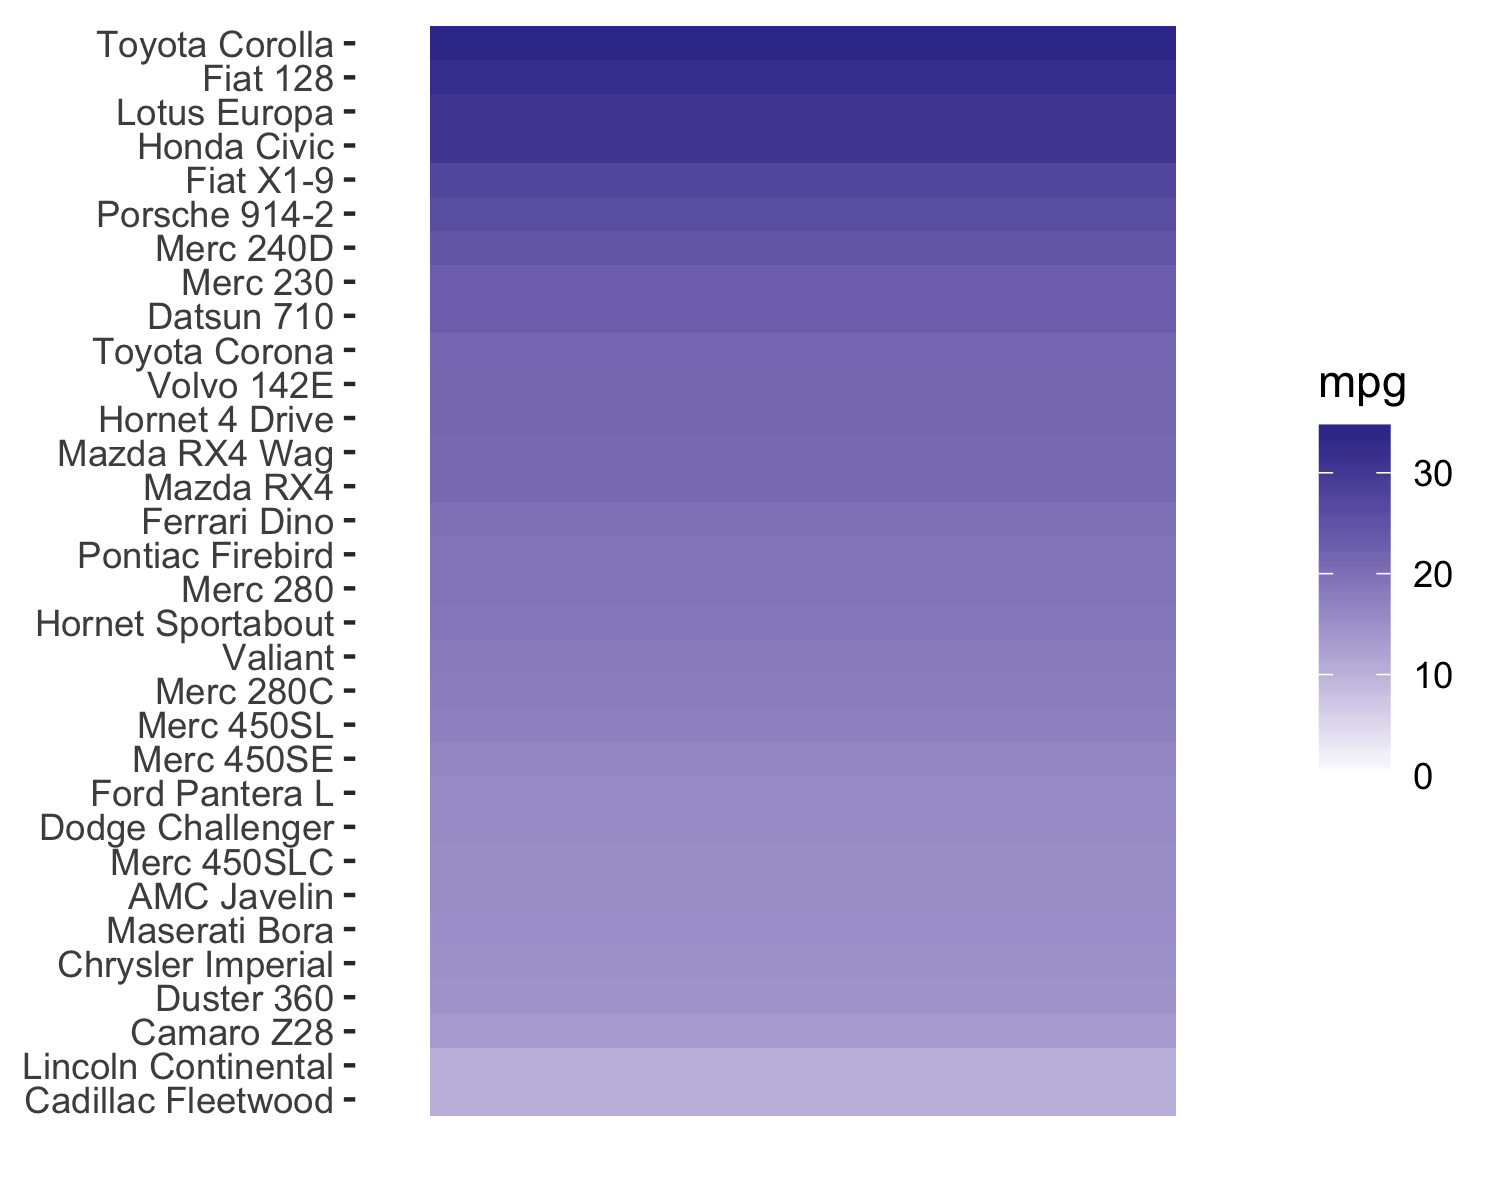 Toyota Corolla
Fiat 128
Lotus Europa
Honda Civic
Fiat X1-9
Porsche 914-2
Merc 240D
Merc 230
Datsun 710
Toyota Corona
Volvo 142E
Hornet 4 Drive
Mazda RX4 Wag
Mazda RX4
Ferrari Dino
Pontiac Firebird
Merc 280
Hornet Sportabout
Valiant
Merc 280C
Merc 450SL
Merc 450SE
Ford Pantera L
Dodge Challenger
Merc 450SLC
AMC Javelin
Maserati Bora
Chrysler Imperial
Duster 360
Camaro Z28
Lincoln Continental
Cadillac Fleetwood
mpg
30
20
10
0